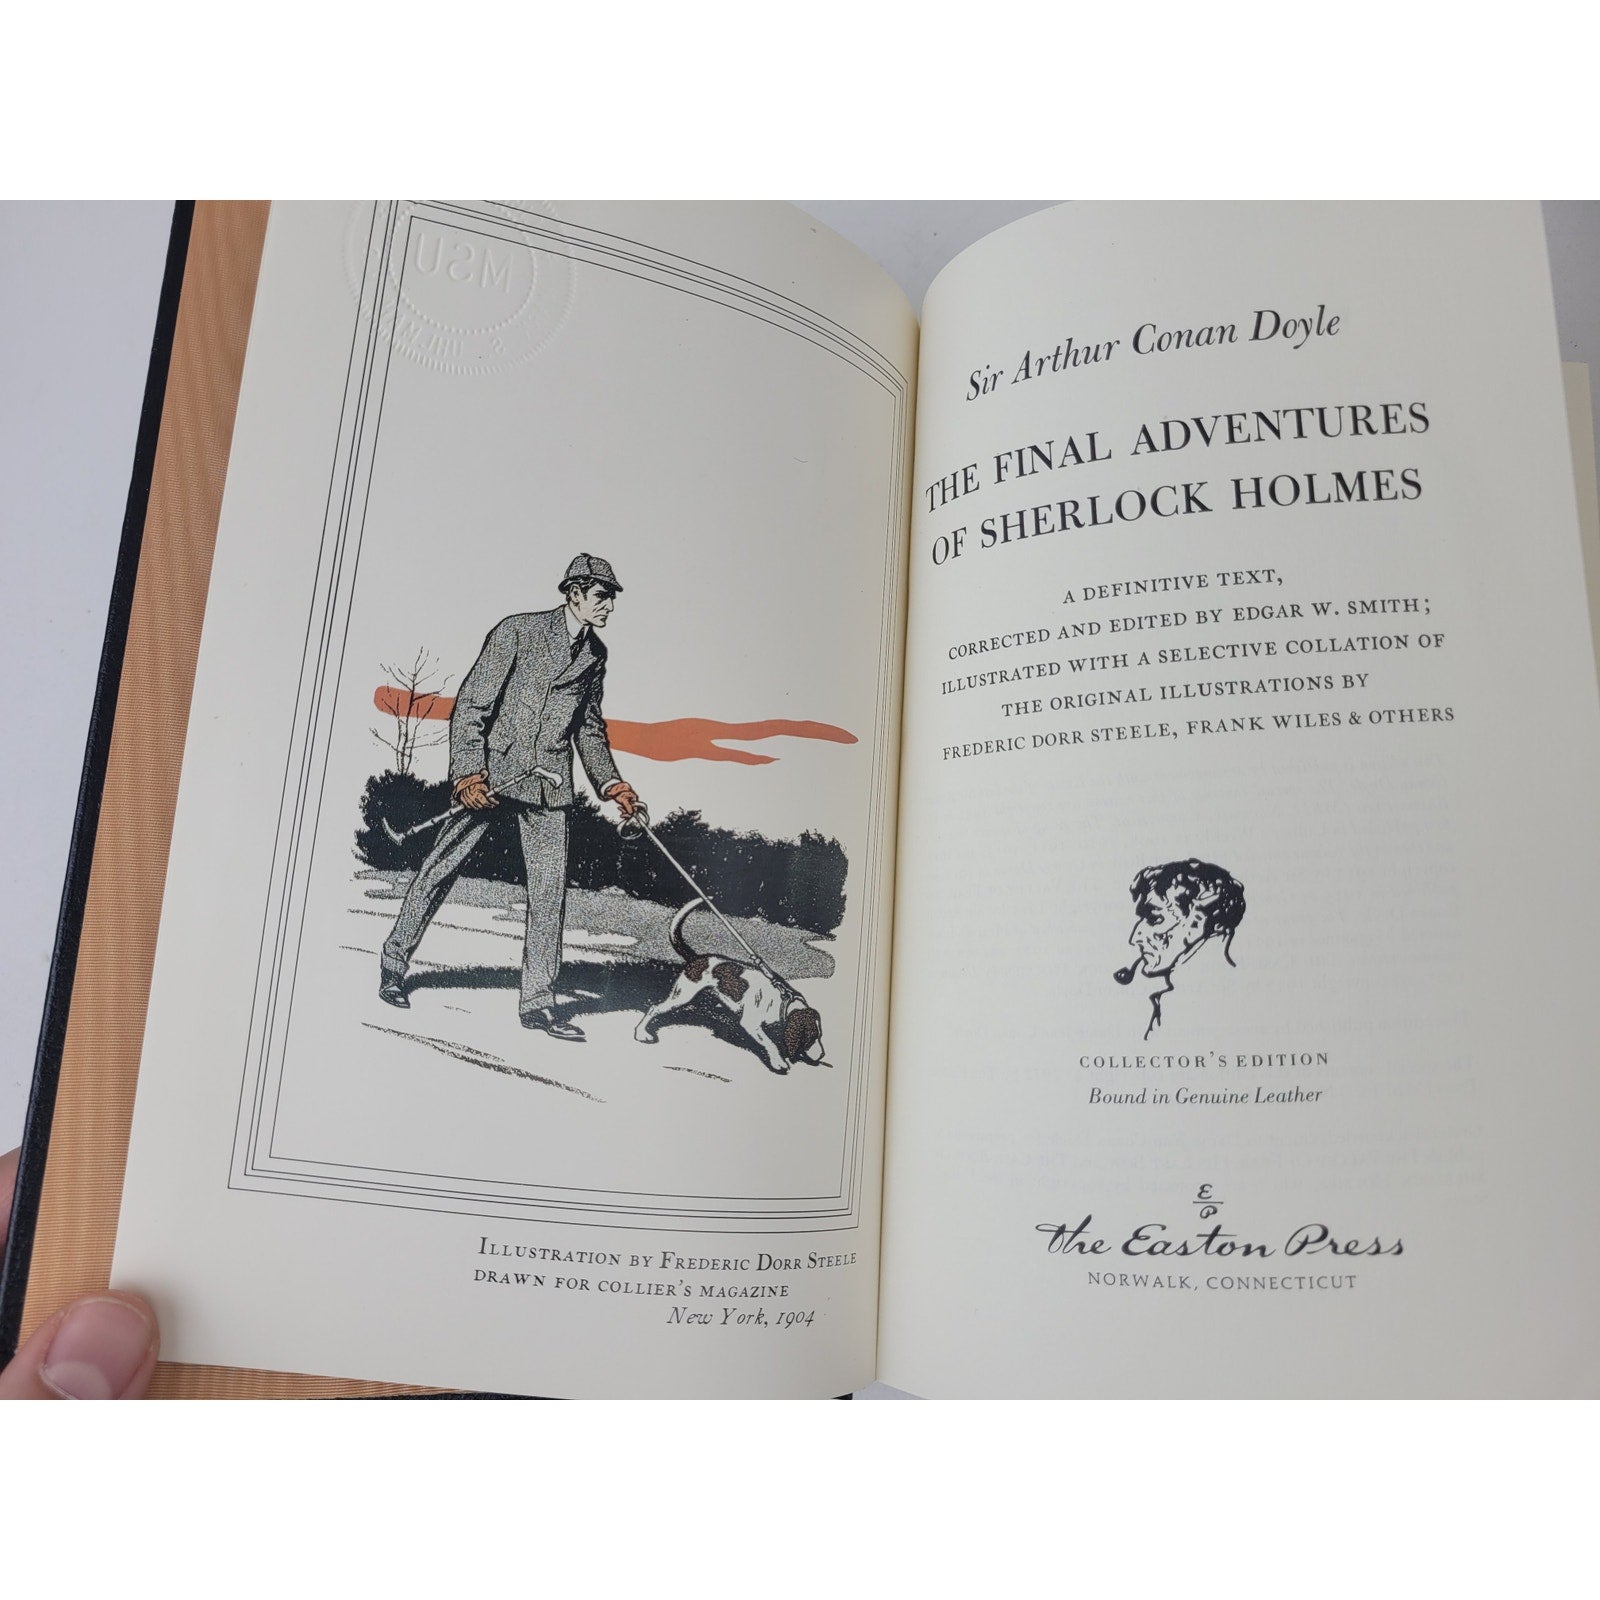 MSU
ILLUSTRATION BY FREDERIC DORR STEELE
DRAWN FOR COLLIER'S MAGAZINE
New York, 1904
Sir Arthur Conan Doyle
THE FINAL ADVENTURES
OF SHERLOCK HOLMES
A DEFINITIVE TEXT,
CORRECTED AND EDITED BY EDGAR W. SMITH;
ILLUSTRATED WITH A SELECTIVE COLLATION OF
THE ORIGINAL ILLUSTRATIONS BY
FREDERIC DORR STEELE, FRANK WILES & OTHERS
COLLECTOR'S EDITION
Bound in Genuine Leather
E
P
The Easton Press
NORWALK, CONNECTICUT